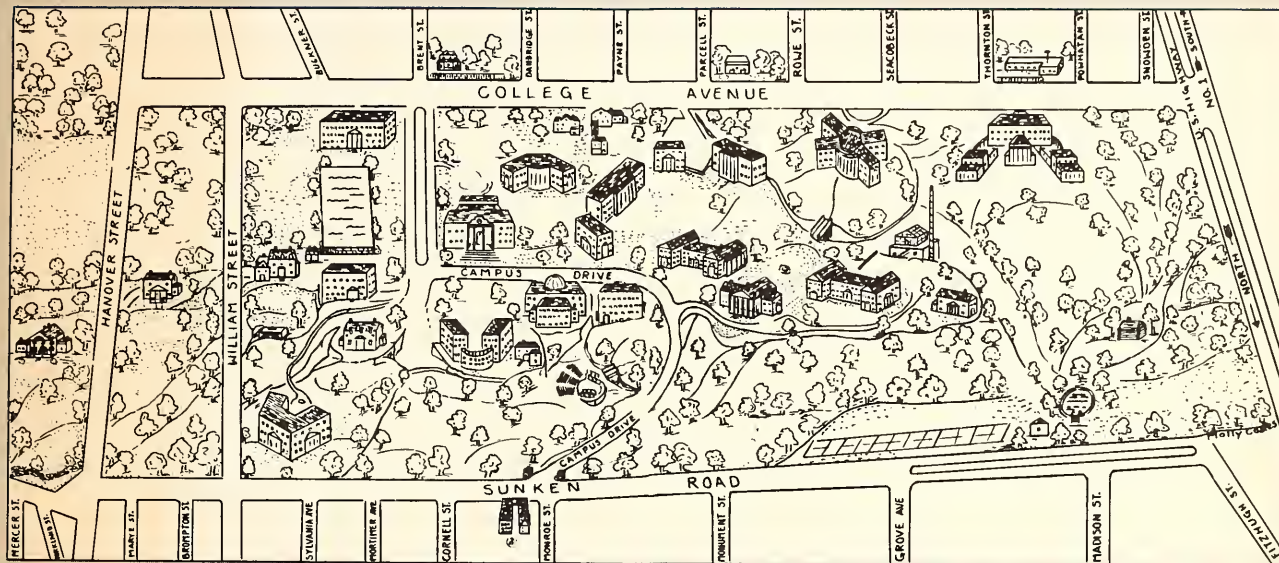 BUCKNER ST.
BRENT ST.
DANBRIDGE ST.
PAYNE ST.
PARCELL ST.
ROWE ST.
SEACOBECK ST.
THORNTON ST.
POWHATAN ST.
SNOWDEN ST.
SOUTH
U.S. HIGHWAY NO. 1
NORTH
COLLEGE AVENUE
HANOVER STREET
WILLIAM STREET
CAMPUS DRIVE
CAMPUS DRIVE
SUNKEN ROAD
MERCER ST.
MARYE ST.
BROMPTON ST.
SYLVANIA AVE
MORTIMER AVE
CORNELL ST.
MONROE ST.
MONUMENT ST.
GROVE AVE
MADISON ST.
FITZHUGH ST.